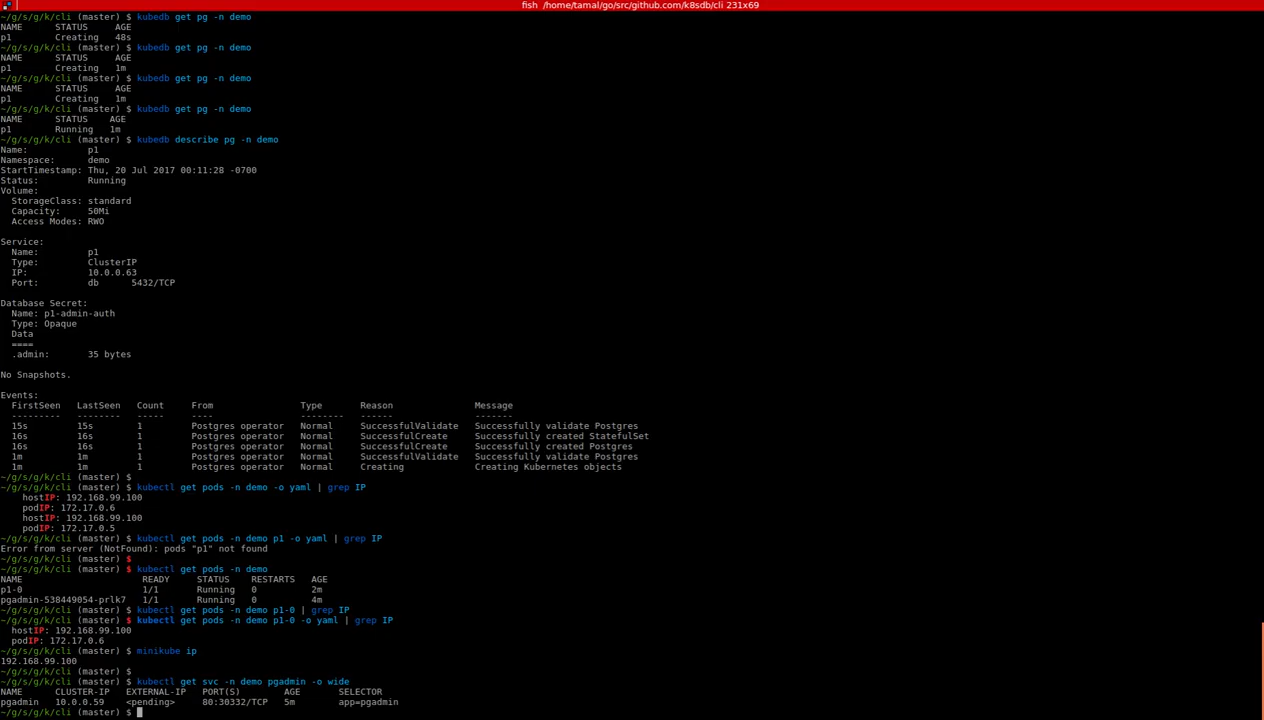 fish  /home/tamal/go/src/github.com/k8sdb/cli 231x69
~/g/s/g/k/cli (master) $ kubedb get pg -n demo
NAME      STATUS     AGE
p1        Creating   48s
~/g/s/g/k/cli (master) $ kubedb get pg -n demo
NAME      STATUS     AGE
p1        Creating   1m
~/g/s/g/k/cli (master) $ kubedb get pg -n demo
NAME      STATUS     AGE
p1        Creating   1m
~/g/s/g/k/cli (master) $ kubedb get pg -n demo
NAME      STATUS    AGE
p1        Running   1m
~/g/s/g/k/cli (master) $ kubedb describe pg -n demo
Name:           p1
Namespace:      demo
StartTimestamp: Thu, 20 Jul 2017 00:11:28 -0700
Status:         Running
Volume:
  StorageClass: standard
  Capacity:     50Mi
  Access Modes: RWO
Service:
  Name:         p1
  Type:         ClusterIP
  IP:           10.0.0.63
  Port:         db      5432/TCP
Database Secret:
  Name: p1-admin-auth
  Type: Opaque
  Data
  ====
  .admin:       35 bytes
No Snapshots.
Events:
  FirstSeen   LastSeen   Count     From                Type      Reason              Message
  ---------   --------   -----     ----                --------  ------              -------
  15s         15s        1         Postgres operator   Normal    SuccessfulValidate  Successfully validate Postgres
  16s         16s        1         Postgres operator   Normal    SuccessfulCreate    Successfully created StatefulSet
  16s         16s        1         Postgres operator   Normal    SuccessfulCreate    Successfully created Postgres
  1m          1m         1         Postgres operator   Normal    SuccessfulValidate  Successfully validate Postgres
  1m          1m         1         Postgres operator   Normal    Creating            Creating Kubernetes objects
~/g/s/g/k/cli (master) $
~/g/s/g/k/cli (master) $ kubectl get pods -n demo -o yaml | grep IP
    hostIP: 192.168.99.100
    podIP: 172.17.0.6
    hostIP: 192.168.99.100
    podIP: 172.17.0.5
~/g/s/g/k/cli (master) $ kubectl get pods -n demo p1 -o yaml | grep IP
Error from server (NotFound): pods "p1" not found
~/g/s/g/k/cli (master) $
~/g/s/g/k/cli (master) $ kubectl get pods -n demo
NAME                      READY     STATUS    RESTARTS   AGE
p1-0                      1/1       Running   0          2m
pgadmin-538449054-prlk7   1/1       Running   0          4m
~/g/s/g/k/cli (master) $ kubectl get pods -n demo p1-0 | grep IP
~/g/s/g/k/cli (master) $ kubectl get pods -n demo p1-0 -o yaml | grep IP
  hostIP: 192.168.99.100
  podIP: 172.17.0.6
~/g/s/g/k/cli (master) $ minikube ip
192.168.99.100
~/g/s/g/k/cli (master) $
~/g/s/g/k/cli (master) $ kubectl get svc -n demo pgadmin -o wide
NAME      CLUSTER-IP   EXTERNAL-IP   PORT(S)        AGE       SELECTOR
pgadmin   10.0.0.59    <pending>     80:30332/TCP   5m        app=pgadmin
~/g/s/g/k/cli (master) $